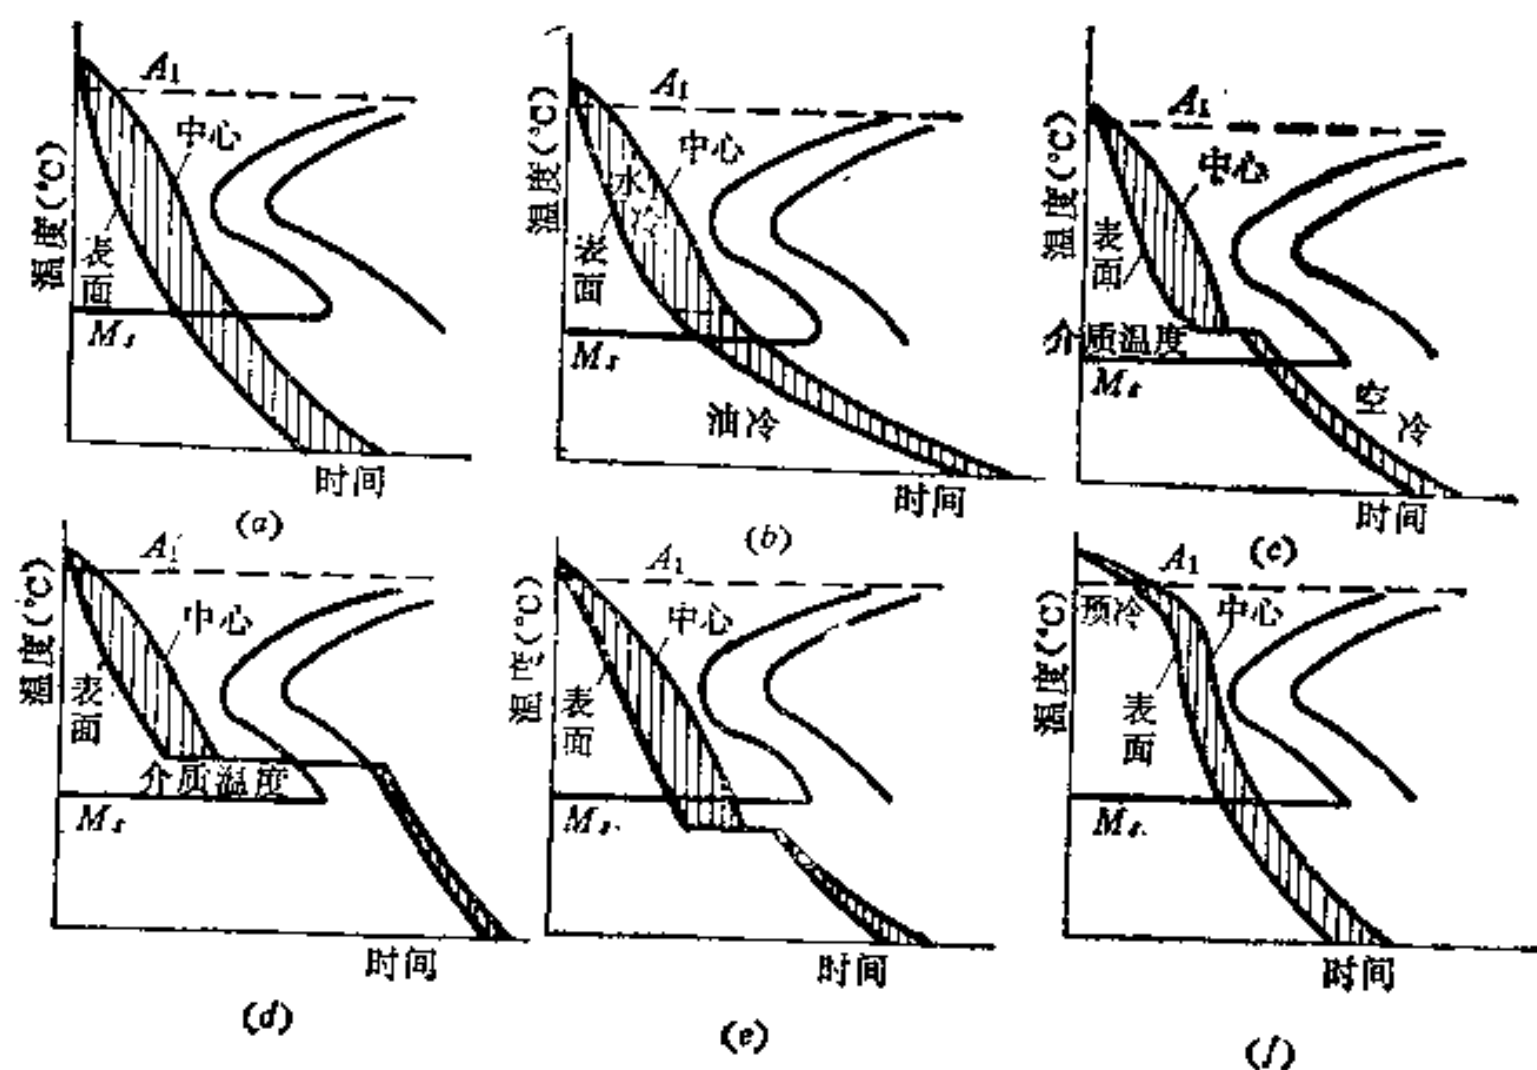 A₁
中心
温度(℃)
表面
Ms
时间
(a)
A₁
中心
水冷
温度(℃)
表面
Ms
油冷
时间
(b)
A₁
中心
温度(℃)
表面
介质温度
Ms
空冷
时间
(c)
A₁
中心
温度(℃)
表面
介质温度
Ms
时间
(d)
A₁
中心
温度(℃)
表面
Ms
时间
(e)
A₁
预冷
中心
温度(℃)
表面
Ms
时间
(f)